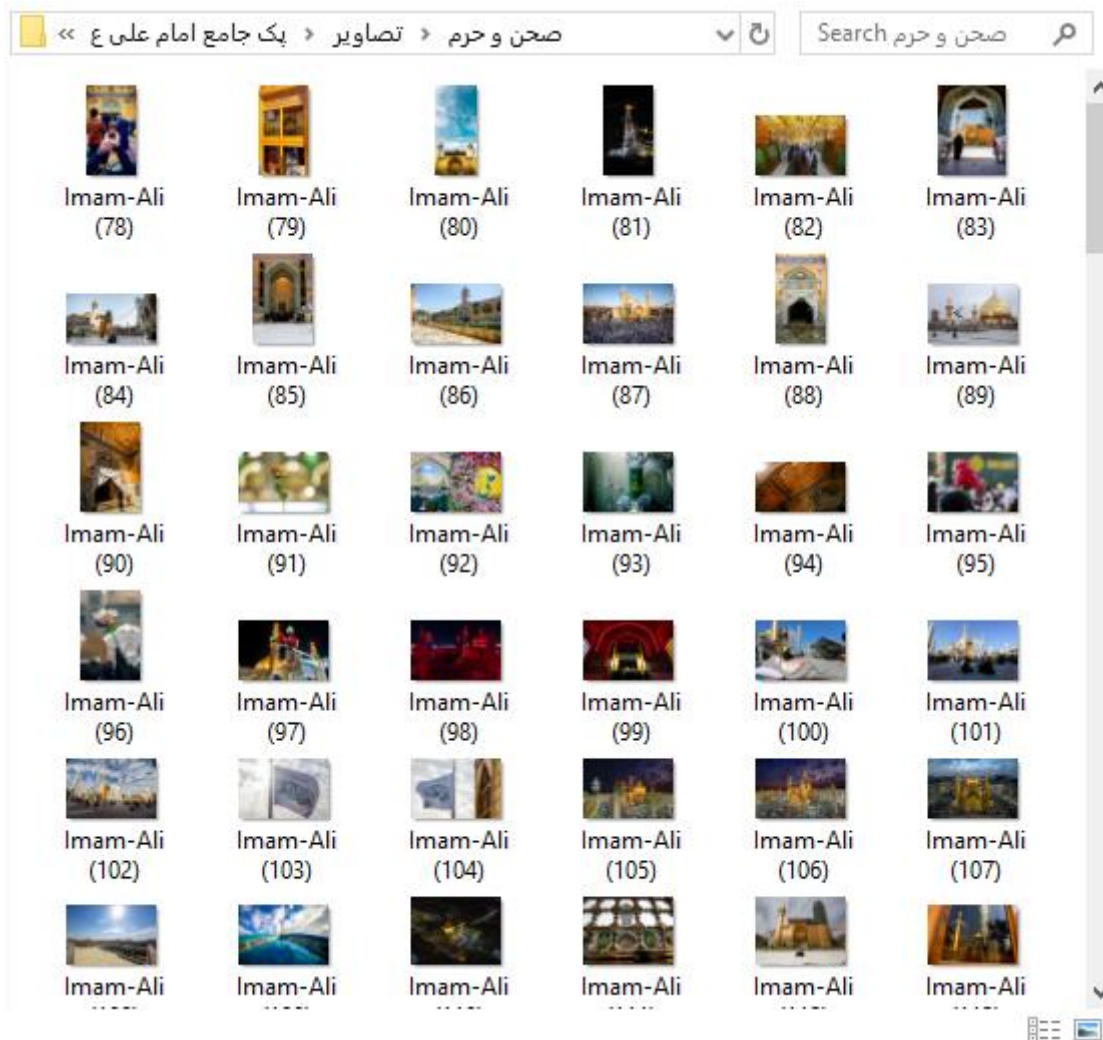 پک جامع امام علی ع › تصاویر › صحن و حرم
Search صحن و حرم
Imam-Ali (78)
Imam-Ali (79)
Imam-Ali (80)
Imam-Ali (81)
Imam-Ali (82)
Imam-Ali (83)
Imam-Ali (84)
Imam-Ali (85)
Imam-Ali (86)
Imam-Ali (87)
Imam-Ali (88)
Imam-Ali (89)
Imam-Ali (90)
Imam-Ali (91)
Imam-Ali (92)
Imam-Ali (93)
Imam-Ali (94)
Imam-Ali (95)
Imam-Ali (96)
Imam-Ali (97)
Imam-Ali (98)
Imam-Ali (99)
Imam-Ali (100)
Imam-Ali (101)
Imam-Ali (102)
Imam-Ali (103)
Imam-Ali (104)
Imam-Ali (105)
Imam-Ali (106)
Imam-Ali (107)
Imam-Ali
Imam-Ali
Imam-Ali
Imam-Ali
Imam-Ali
Imam-Ali